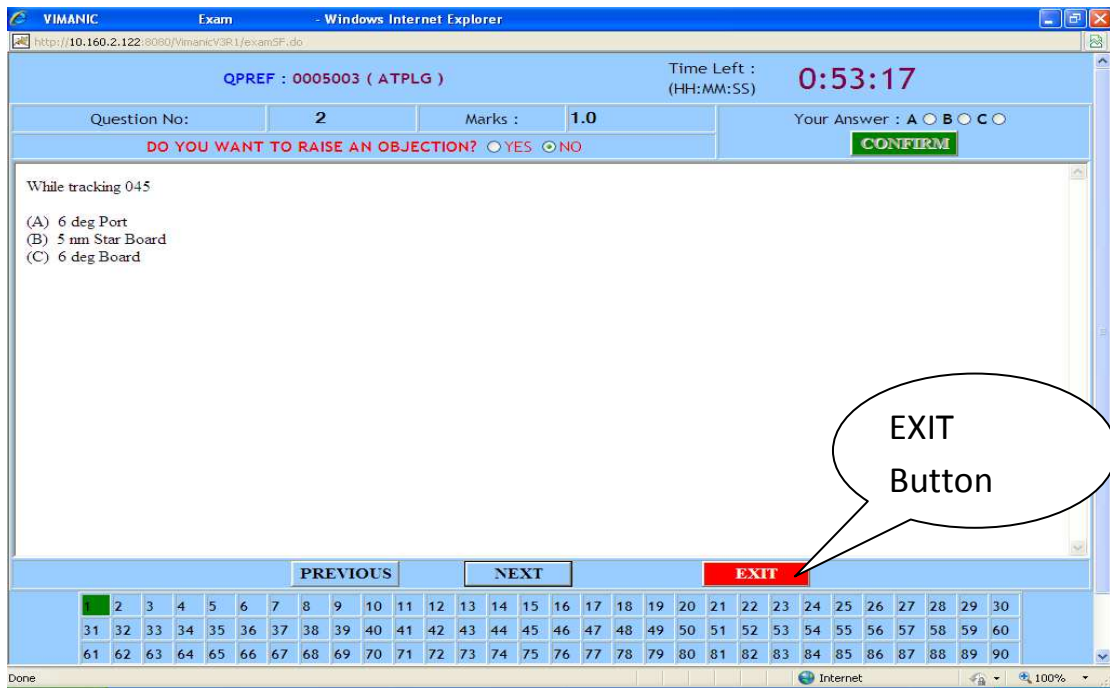 VIMANIC Exam - Windows Internet Explorer
http://10.160.2.122:8080/VimanicV3R1/examSF.do
QPREF : 0005003 ( ATPLG )
Time Left :
(HH:MM:SS)
0:53:17
Question No: 2 Marks : 1.0 Your Answer : A B C
DO YOU WANT TO RAISE AN OBJECTION? YES NO
CONFIRM
While tracking 045
(A) 6 deg Port
(B) 5 nm Star Board
(C) 6 deg Board
EXIT
Button
PREVIOUS NEXT EXIT
1 2 3 4 5 6 7 8 9 10 11 12 13 14 15 16 17 18 19 20 21 22 23 24 25 26 27 28 29 30
31 32 33 34 35 36 37 38 39 40 41 42 43 44 45 46 47 48 49 50 51 52 53 54 55 56 57 58 59 60
61 62 63 64 65 66 67 68 69 70 71 72 73 74 75 76 77 78 79 80 81 82 83 84 85 86 87 88 89 90
Done Internet 100%